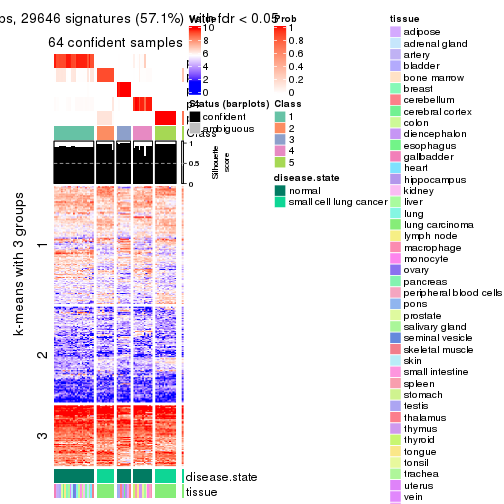 ps, 29646 signatures (57.1%) with fdr < 0.05
64 confident samples
Class
Silhouette
score
1
0.5
0
k-means with 3 groups
1
2
3
disease.state
tissue
Value
10
8
6
4
2
0
Status (barplots)
confident
ambiguous
Prob
1
0.8
0.6
0.4
0.2
0
Class
1
2
3
4
5
disease.state
normal
small cell lung cancer
tissue
adipose
adrenal gland
artery
bladder
bone marrow
breast
cerebellum
cerebral cortex
colon
diencephalon
esophagus
gallbadder
heart
hippocampus
kidney
liver
lung
lung carcinoma
lymph node
macrophage
monocyte
ovary
pancreas
peripheral blood cells
pons
prostate
salivary gland
seminal vesicle
skeletal muscle
skin
small intestine
spleen
stomach
testis
thalamus
thymus
thyroid
tongue
tonsil
trachea
uterus
vein